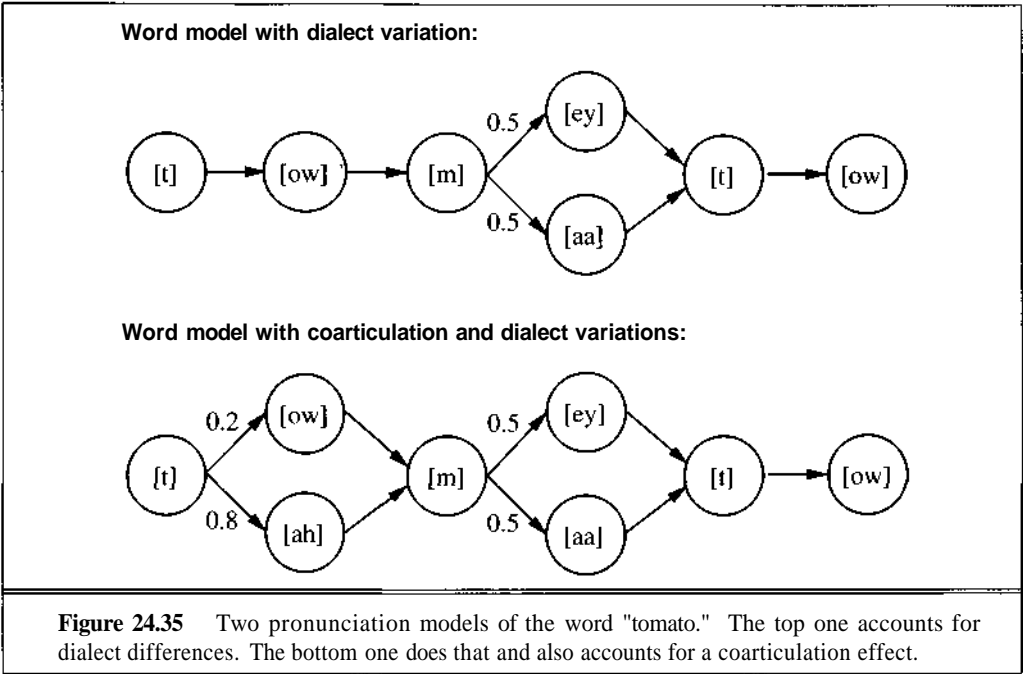 Word model with dialect variation:
[ey]
0.5
[t] [ow] [m] [t] [ow]
0.5
[aa]
Word model with coarticulation and dialect variations:
[ow] [ey]
0.2 0.5
[t] [m] [t] [ow]
0.8 0.5
[ah] [aa]
Figure 24.35 Two pronunciation models of the word "tomato." The top one accounts for
dialect differences. The bottom one does that and also accounts for a coarticulation effect.